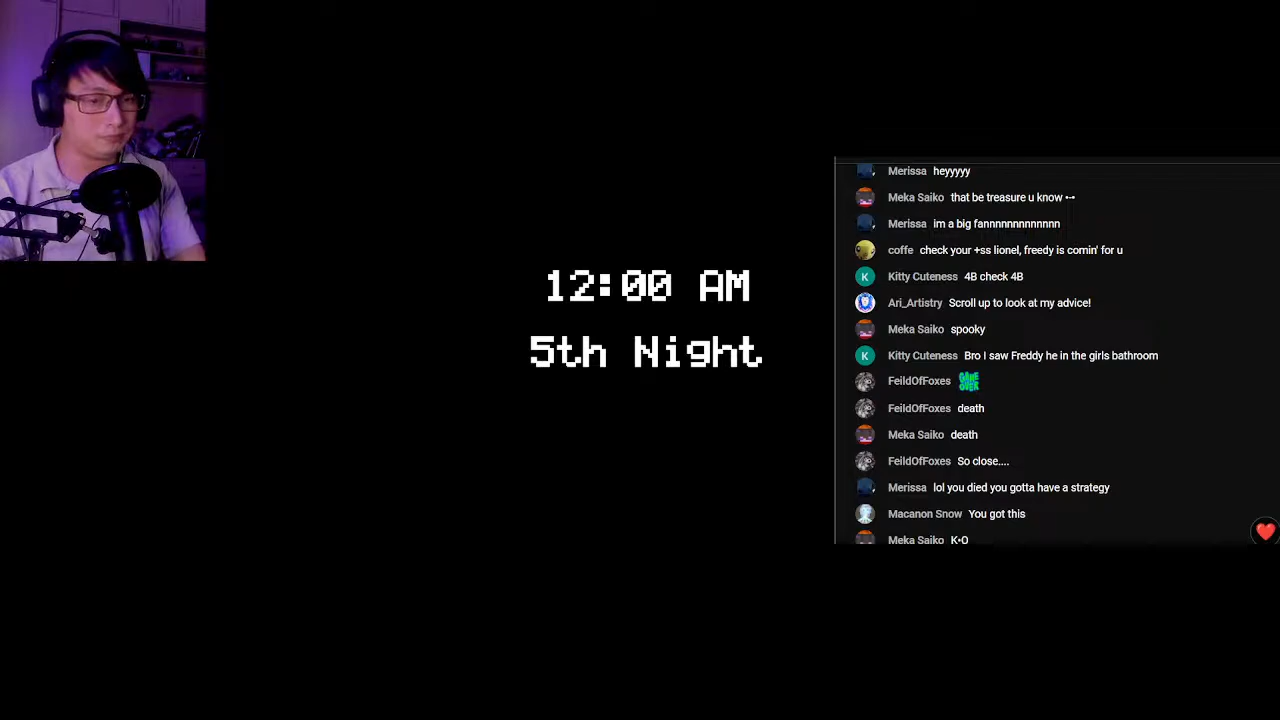 12:00 AM
5th Night
Merissa heyyyyy
Meka Saiko that be treasure u know •-•
Merissa im a big fannnnnnnnnnnnn
coffe check your +ss lionel, freedy is comin' for u
K Kitty Cuteness 4B check 4B
Ari_Artistry Scroll up to look at my advice!
Meka Saiko spooky
K Kitty Cuteness Bro I saw Freddy he in the girls bathroom
FeildOfFoxes GAME OVER
FeildOfFoxes death
Meka Saiko death
FeildOfFoxes So close....
Merissa lol you died you gotta have a strategy
Macanon Snow You got this
Meka Saiko K•O